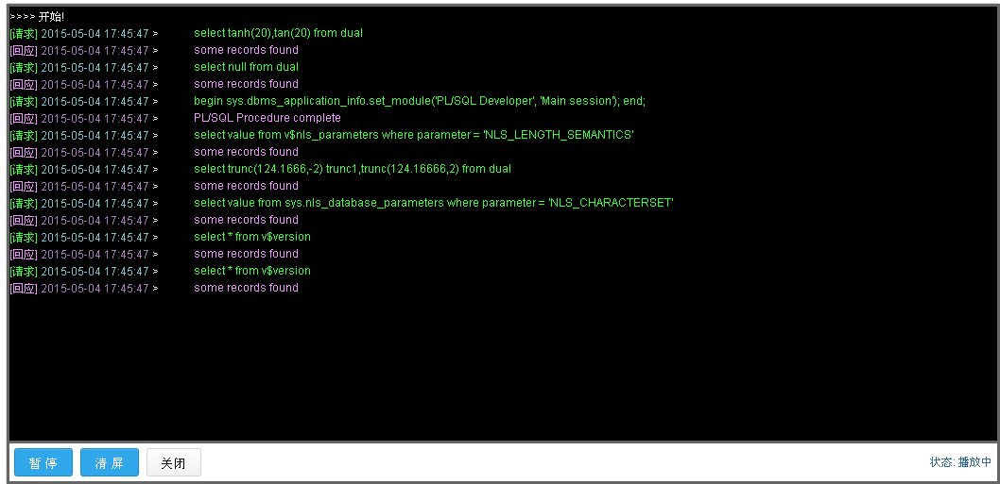 >>>> 开始!
[请求] 2015-05-04 17:45:47 > select tanh(20),tan(20) from dual
[回应] 2015-05-04 17:45:47 > some records found
[请求] 2015-05-04 17:45:47 > select null from dual
[回应] 2015-05-04 17:45:47 > some records found
[请求] 2015-05-04 17:45:47 > begin sys.dbms_application_info.set_module('PL/SQL Developer', 'Main session'); end;
[回应] 2015-05-04 17:45:47 > PL/SQL Procedure complete
[请求] 2015-05-04 17:45:47 > select value from v$nls_parameters where parameter = 'NLS_LENGTH_SEMANTICS'
[回应] 2015-05-04 17:45:47 > some records found
[请求] 2015-05-04 17:45:47 > select trunc(124.1666,-2) trunc1,trunc(124.16666,2) from dual
[回应] 2015-05-04 17:45:47 > some records found
[请求] 2015-05-04 17:45:47 > select value from sys.nls_database_parameters where parameter = 'NLS_CHARACTERSET'
[回应] 2015-05-04 17:45:47 > some records found
[请求] 2015-05-04 17:45:47 > select * from v$version
[回应] 2015-05-04 17:45:47 > some records found
[请求] 2015-05-04 17:45:47 > select * from v$version
[回应] 2015-05-04 17:45:47 > some records found
暂停 清屏 关闭 状态: 播放中